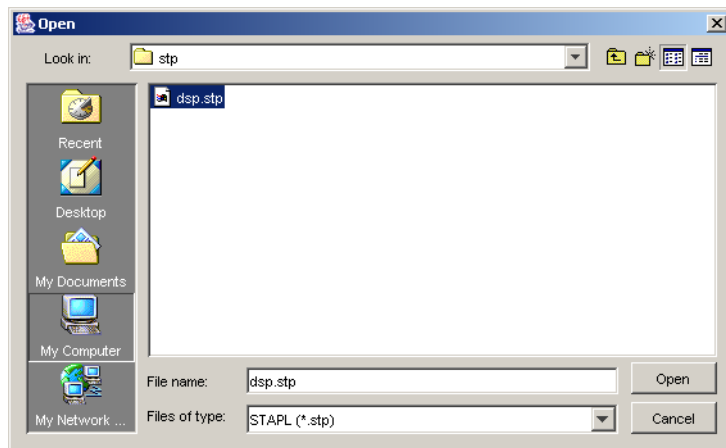 Open
Look in:
stp
dsp.stp
Recent
Desktop
My Documents
My Computer
My Network ...
File name:
dsp.stp
Open
Files of type:
STAPL (*.stp)
Cancel